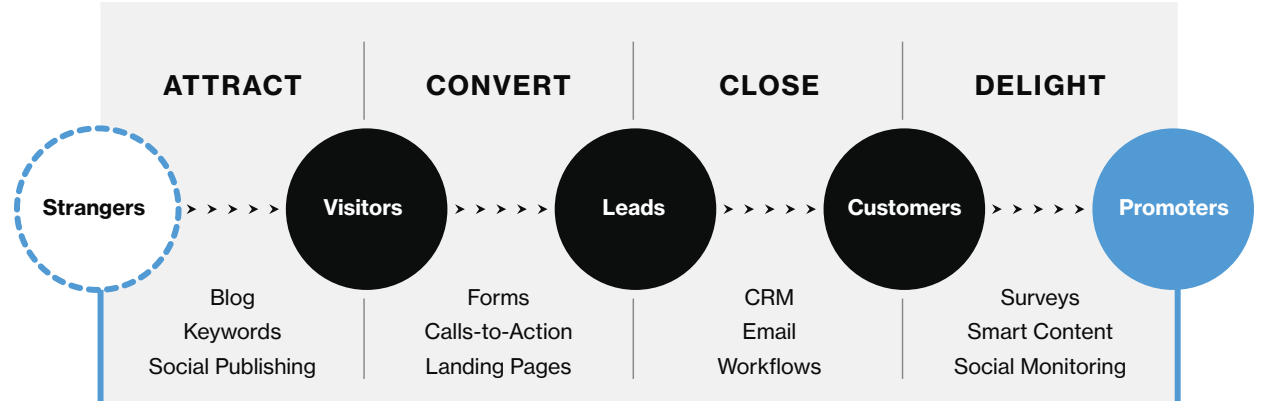 ATTRACT
CONVERT
CLOSE
DELIGHT
Strangers
Visitors
Leads
Customers
Promoters
Blog
Keywords
Social Publishing
Forms
Calls-to-Action
Landing Pages
CRM
Email
Workflows
Surveys
Smart Content
Social Monitoring